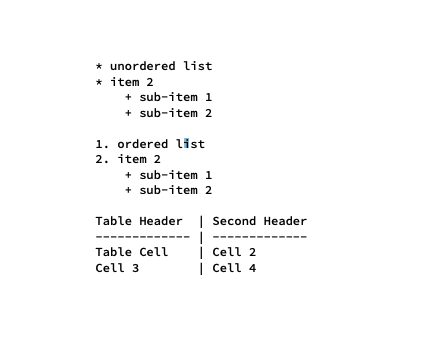 * unordered list
* item 2
    + sub-item 1
    + sub-item 2

1. ordered list
2. item 2
    + sub-item 1
    + sub-item 2

Table Header  | Second Header
------------- | -------------
Table Cell    | Cell 2
Cell 3        | Cell 4